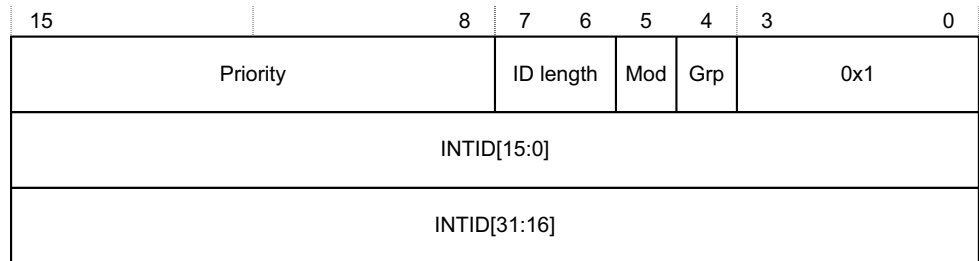 15 8 7 6 5 4 3 0
Priority ID length Mod Grp 0x1
INTID[15:0]
INTID[31:16]